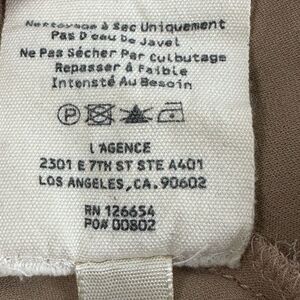 Nettoyage à Sec Uniquement
Pas D'eau De Javel
Ne Pas Sécher Par Culbutage
Repasser à Faible
Intensité Au Besoin
P
L'AGENCE
2301 E 7TH ST STE A401
LOS ANGELES, CA. 90602
RN 126654
PO# 00802